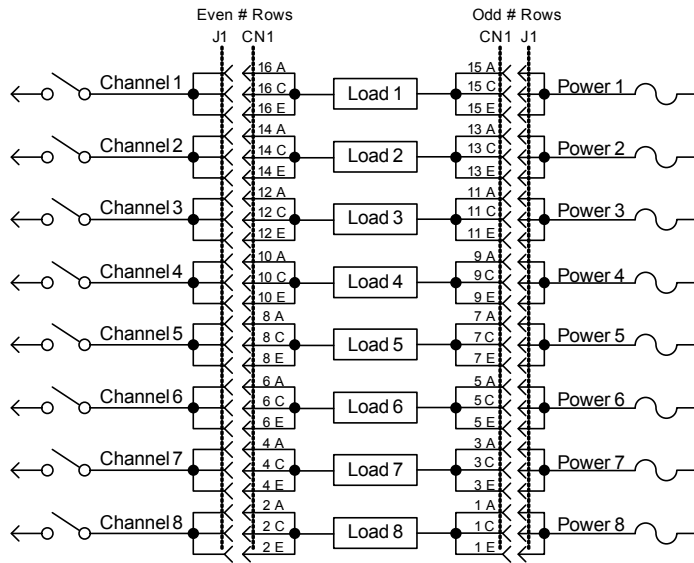 Even # Rows Odd # Rows
J1 CN1 CN1 J1
16 A 15 A
Channel 1 16 C Load 1 15 C Power 1
16 E 15 E
14 A 13 A
Channel 2 14 C Load 2 13 C Power 2
14 E 13 E
12 A 11 A
Channel 3 12 C Load 3 11 C Power 3
12 E 11 E
10 A 9 A
Channel 4 10 C Load 4 9 C Power 4
10 E 9 E
8 A 7 A
Channel 5 8 C Load 5 7 C Power 5
8 E 7 E
6 A 5 A
Channel 6 6 C Load 6 5 C Power 6
6 E 5 E
4 A 3 A
Channel 7 4 C Load 7 3 C Power 7
4 E 3 E
2 A 1 A
Channel 8 2 C Load 8 1 C Power 8
2 E 1 E